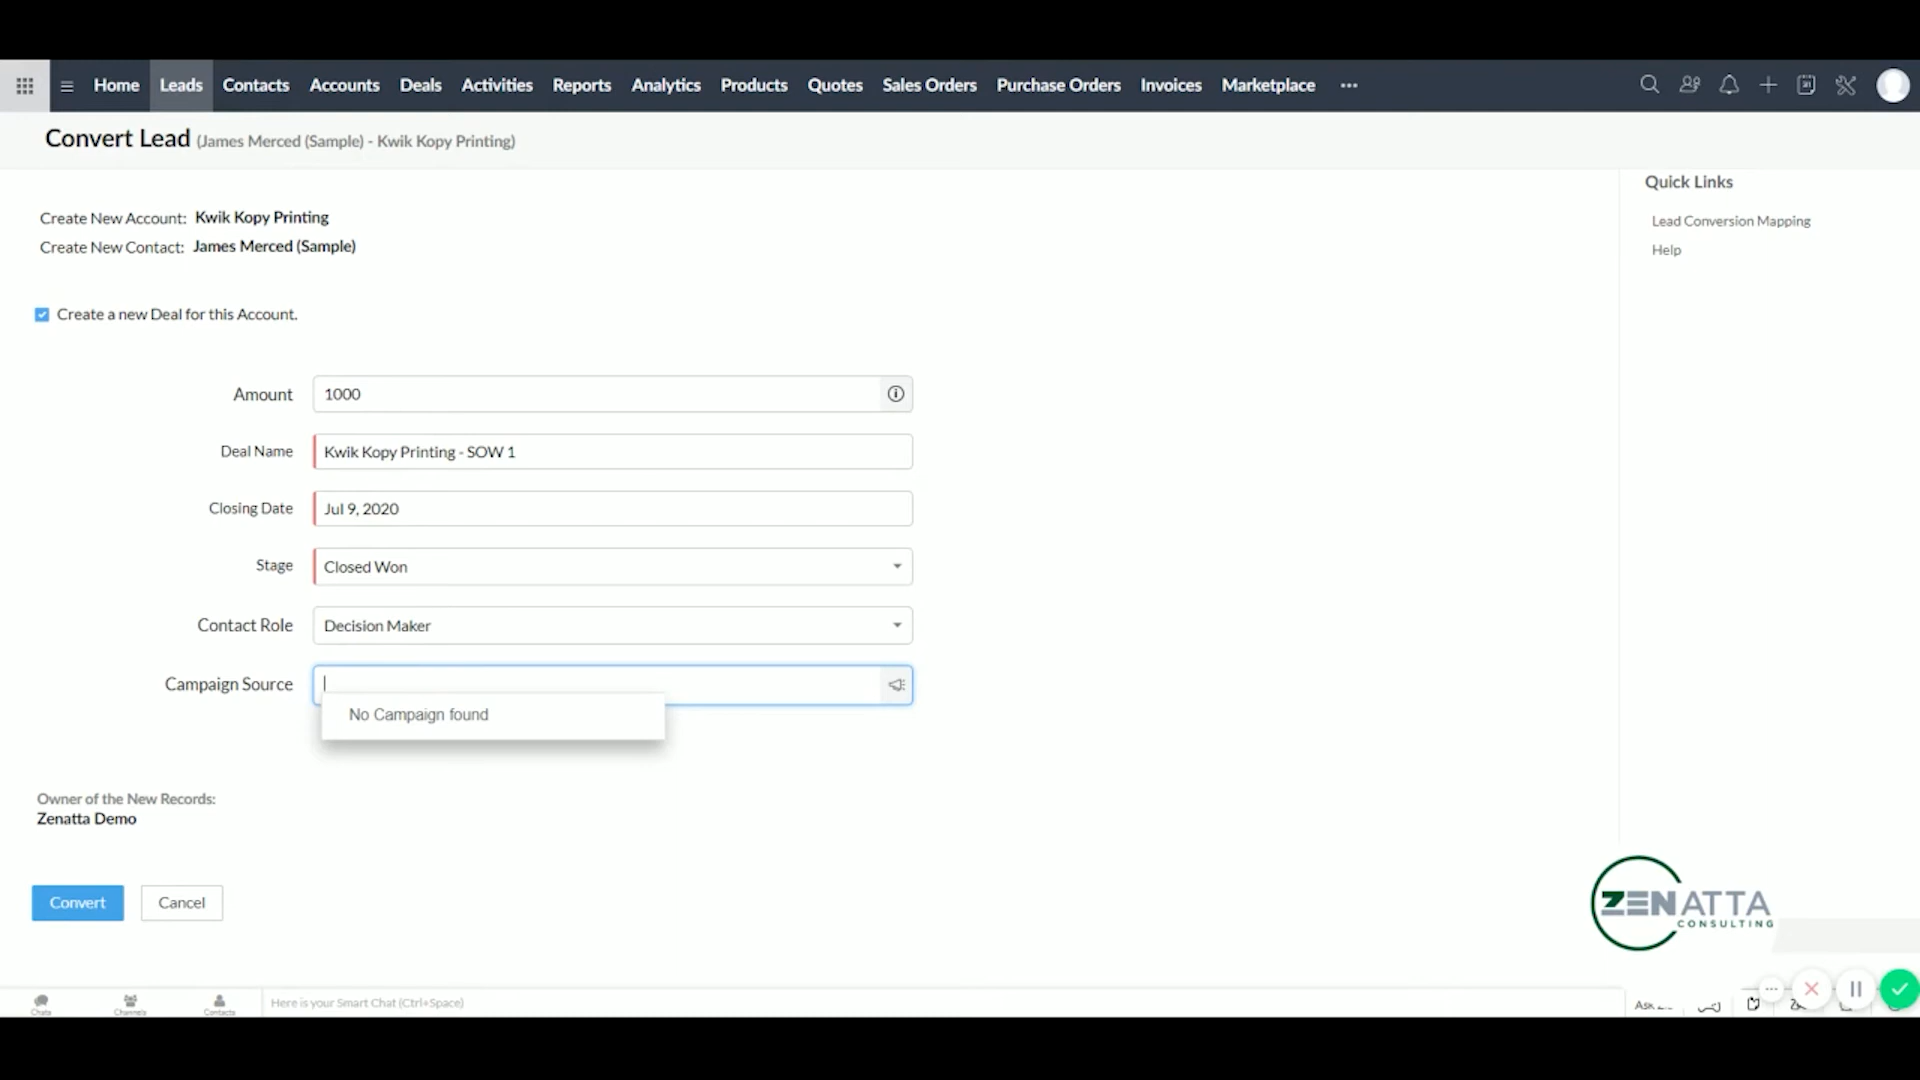 Home Leads Contacts Accounts Deals Activities Reports Analytics Products Quotes Sales Orders Purchase Orders Invoices Marketplace ...
Convert Lead (James Merced (Sample) - Kwik Kopy Printing)
Quick Links
Lead Conversion Mapping
Help
Create New Account: Kwik Kopy Printing
Create New Contact: James Merced (Sample)
Create a new Deal for this Account.
Amount 1000
Deal Name Kwik Kopy Printing - SOW 1
Closing Date Jul 9, 2020
Stage Closed Won
Contact Role Decision Maker
Campaign Source
No Campaign found
Owner of the New Records:
Zenatta Demo
Convert Cancel
ZENATTA
CONSULTING
Chats Channels Contacts Here is your Smart Chat (Ctrl+Space)